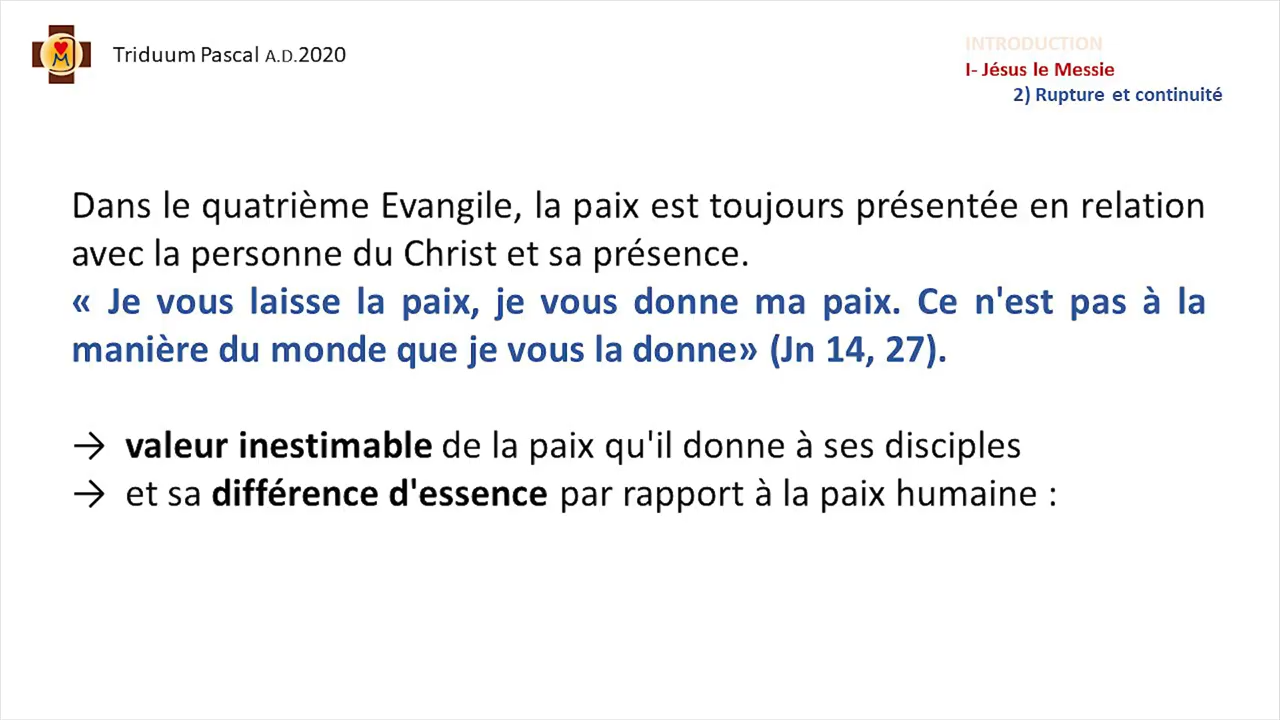 Triduum Pascal A.D.2020
INTRODUCTION
I- Jésus le Messie
2) Rupture et continuité
Dans le quatrième Evangile, la paix est toujours présentée en relation
avec la personne du Christ et sa présence.
« Je vous laisse la paix, je vous donne ma paix. Ce n'est pas à la
manière du monde que je vous la donne» (Jn 14, 27).
→ valeur inestimable de la paix qu'il donne à ses disciples
→ et sa différence d'essence par rapport à la paix humaine :